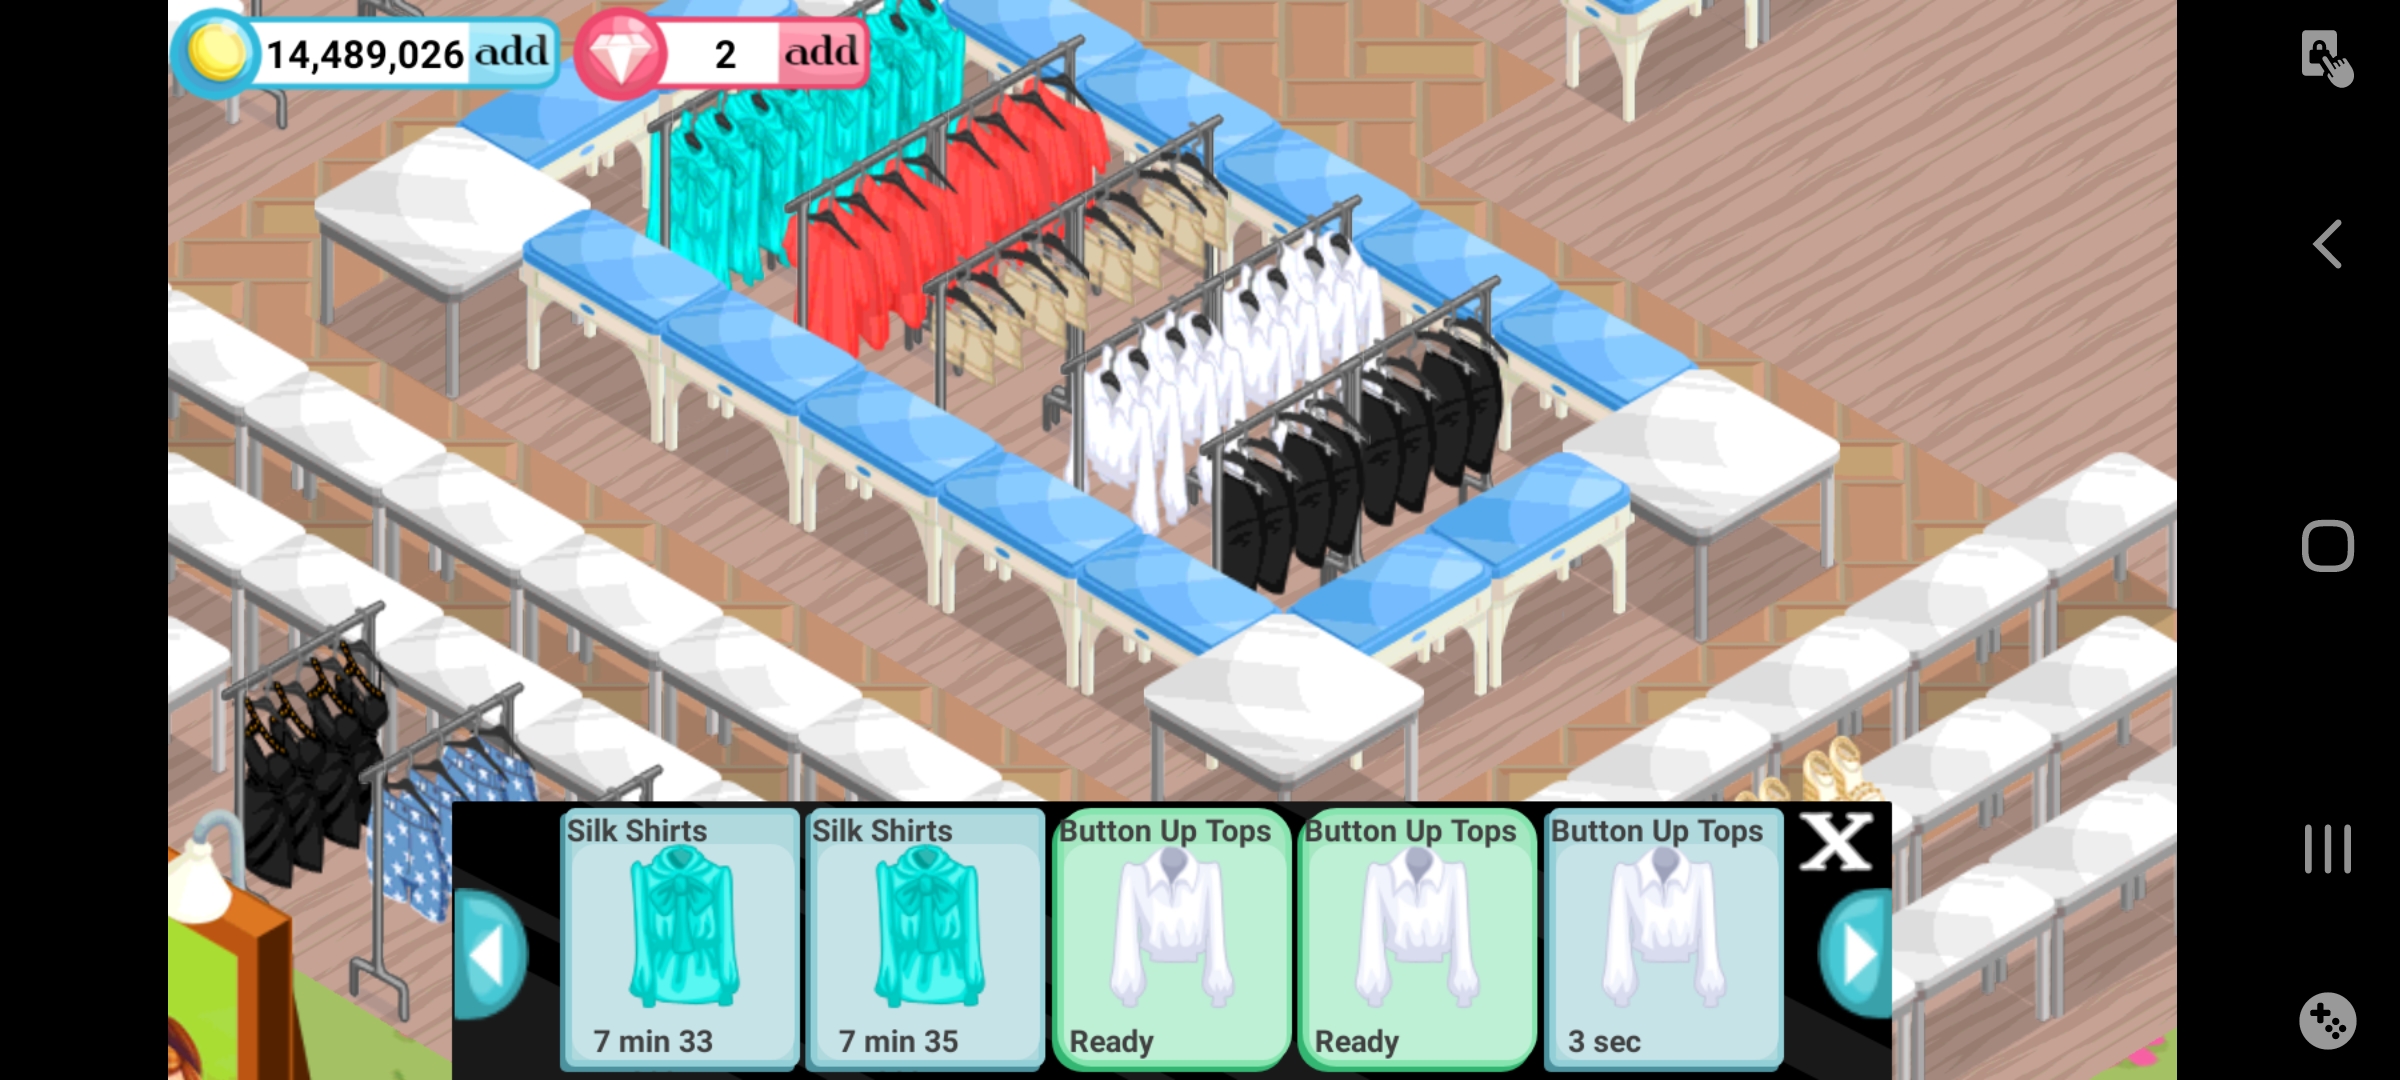 14,489,026 add
2 add
Silk Shirts
7 min 33
Silk Shirts
7 min 35
Button Up Tops
Ready
Button Up Tops
Ready
Button Up Tops
3 sec
X